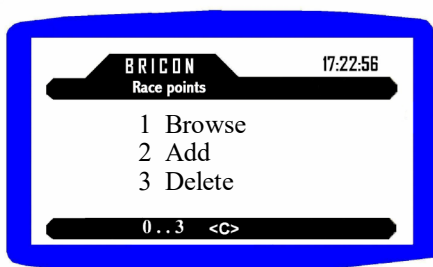 BRICON 17:22:56
Race points
1 Browse
2 Add
3 Delete
0..3 <C>